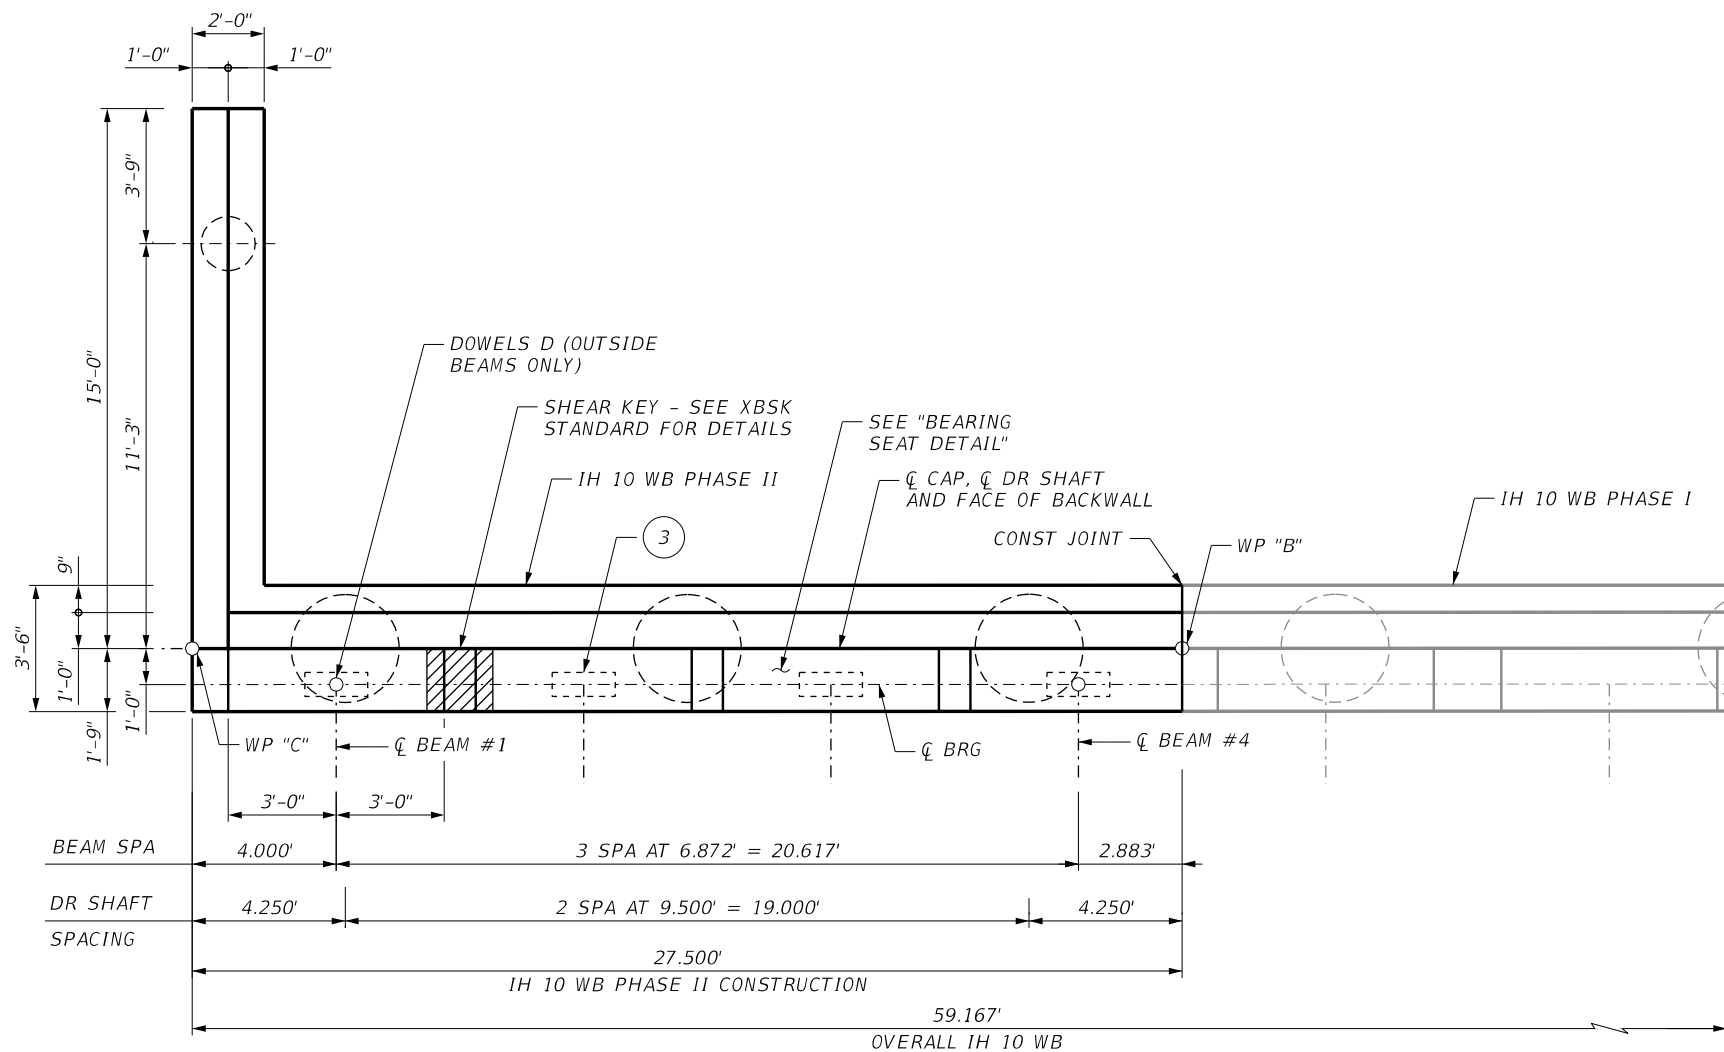 2'-0"
1'-0"
1'-0"
3'-9"
15'-0"
11'-3"
DOWELS D (OUTSIDE
BEAMS ONLY)
SHEAR KEY - SEE XBSK
STANDARD FOR DETAILS
SEE "BEARING
SEAT DETAIL"
IH 10 WB PHASE II
℄ CAP, ℄ DR SHAFT
AND FACE OF BACKWALL
IH 10 WB PHASE I
3
CONST JOINT
WP "B"
9"
3'-6"
1'-0"
1'-0"
1'-9"
WP "C"
℄ BEAM #1
℄ BRG
℄ BEAM #4
3'-0"
3'-0"
BEAM SPA
4.000'
3 SPA AT 6.872' = 20.617'
2.883'
DR SHAFT
SPACING
4.250'
2 SPA AT 9.500' = 19.000'
4.250'
27.500'
IH 10 WB PHASE II CONSTRUCTION
59.167'
OVERALL IH 10 WB